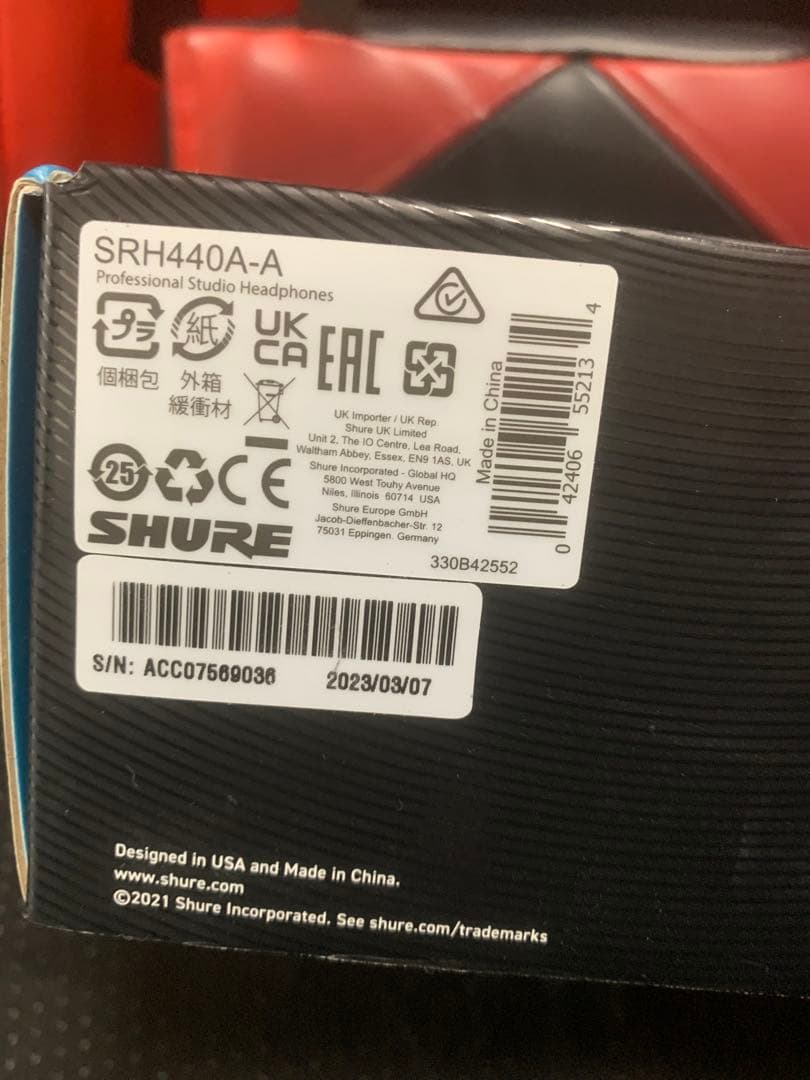 SRH440A-A
Professional Studio Headphones
プラ
紙
UK
CA
EAC
個梱包
外箱
緩衝材
UK Importer / UK Rep
Shure UK Limited
Unit 2, The IO Centre, Lea Road,
Waltham Abbey, Essex, EN9 1AS, UK
Shure Incorporated - Global HQ
5800 West Touhy Avenue
Niles, Illinois 60714 USA
Shure Europe GmbH
Jacob-Dieffenbacher-Str. 12
75031 Eppingen, Germany
25
CE
SHURE
330B42552
Made in China
0 42406 55213 4
S/N: ACC07569036
2023/03/07
Designed in USA and Made in China.
www.shure.com
©2021 Shure Incorporated. See shure.com/trademarks